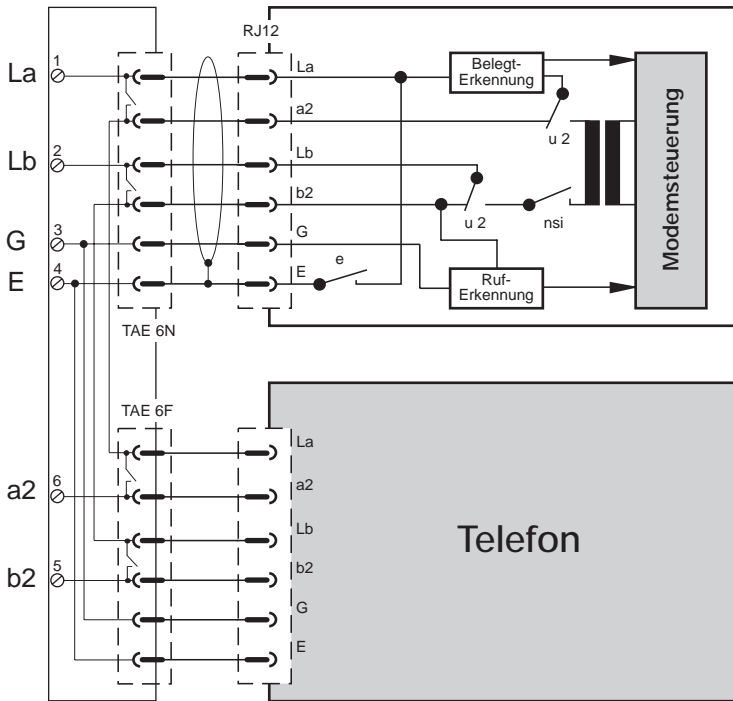 RJ12
La 1
La
Belegt-
Erkennung
a2
u 2
Lb 2
Lb
b2
u 2
nsi
Modemsteuerung
G 3
G
E 4
E
e
Ruf-
Erkennung
TAE 6N
TAE 6F
La
a2 6
a2
Lb
Telefon
b2 5
b2
G
E